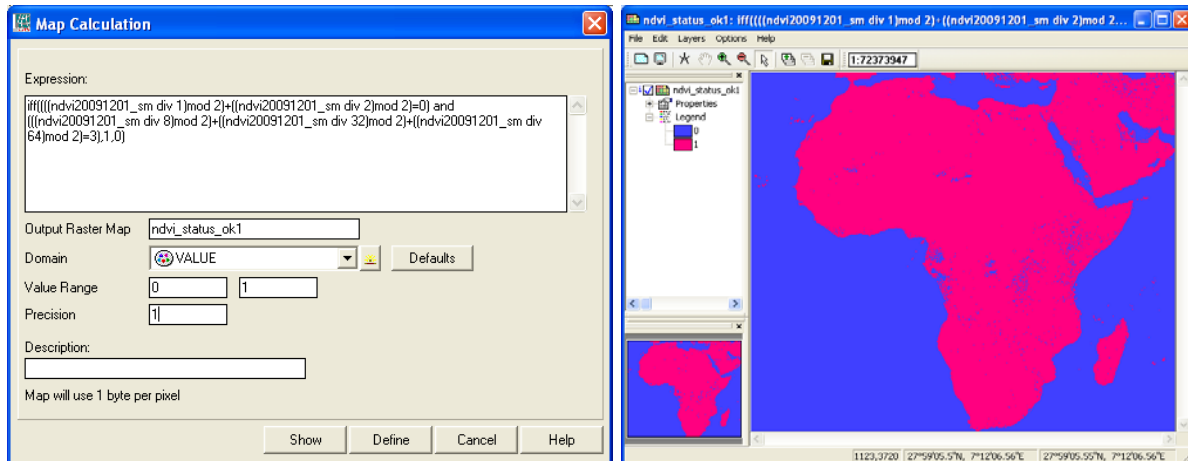 Map Calculation
Expression:
iff((((ndvi20091201_sm div 1)mod 2)+((ndvi20091201_sm div 2)mod 2)=0) and
(((ndvi20091201_sm div 8)mod 2)+((ndvi20091201_sm div 32)mod 2)+((ndvi20091201_sm div
64)mod 2)=3),1,0)
Output Raster Map ndvi_status_ok1
Domain VALUE Defaults
Value Range 0 1
Precision 1
Description:
Map will use 1 byte per pixel
Show Define Cancel Help
ndvi_status_ok1: iff((((ndvi20091201_sm div 1)mod 2)+((ndvi20091201_sm div 2)mod 2...
File Edit Layers Options Help
1:72373947
ndvi_status_ok1
Properties
Legend
0
1
1123,3720 27°59'05.5"N, 7°12'06.56"E 27°59'05.55"N, 7°12'06.56"E